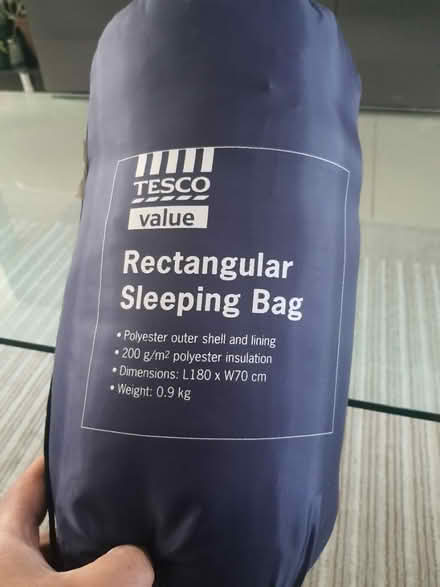 TESCO
value
Rectangular
Sleeping Bag
• Polyester outer shell and lining
• 200 g/m² polyester insulation
• Dimensions: L180 x W70 cm
• Weight: 0.9 kg